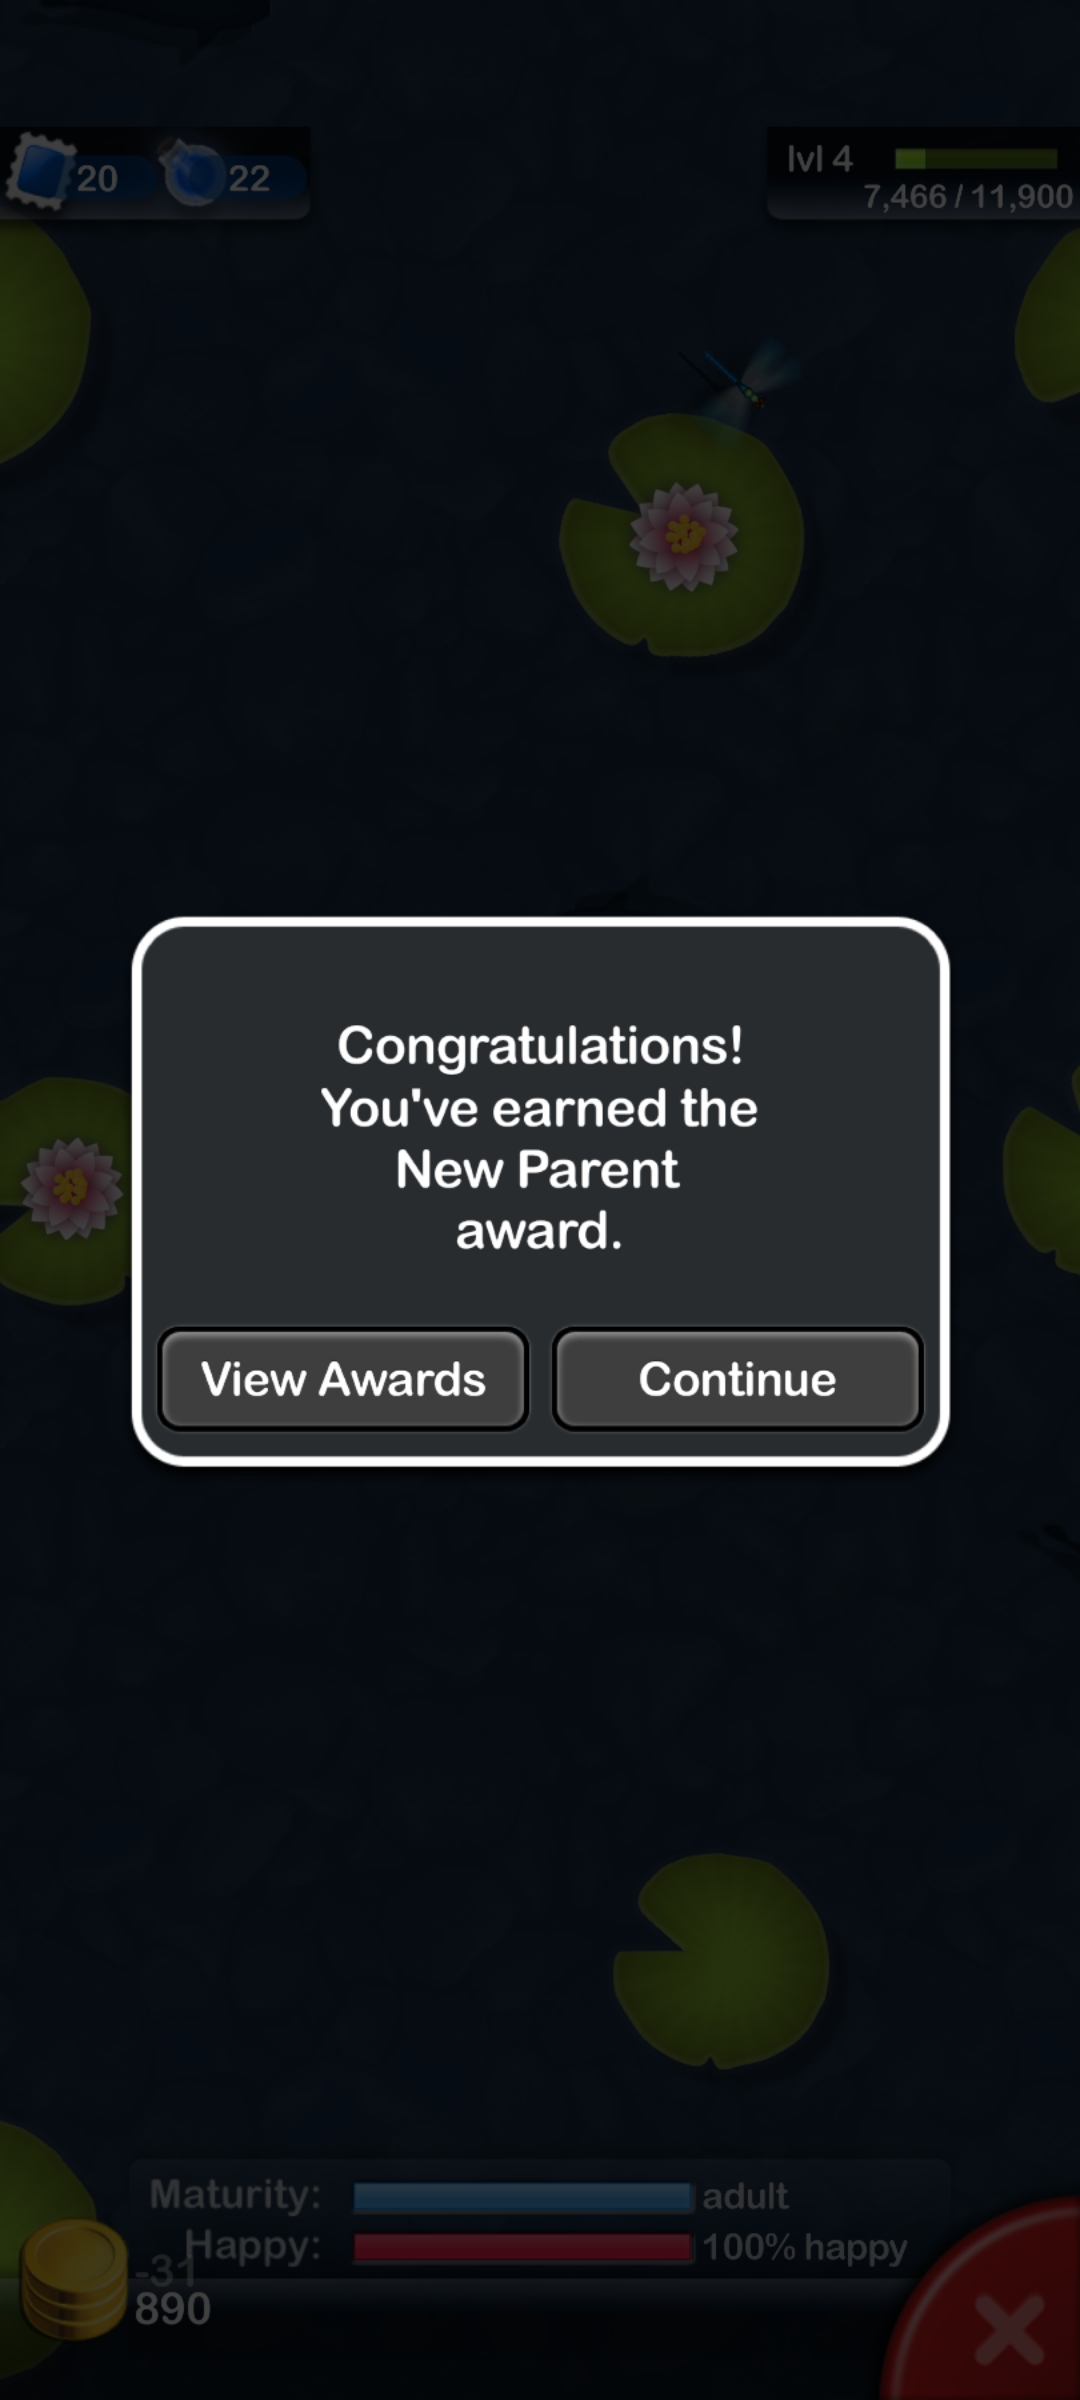 20 22
lvl 4
7,466 / 11,900
Congratulations!
You've earned the
New Parent
award.
View Awards Continue
Maturity: adult
Happy: 100% happy
-31
890